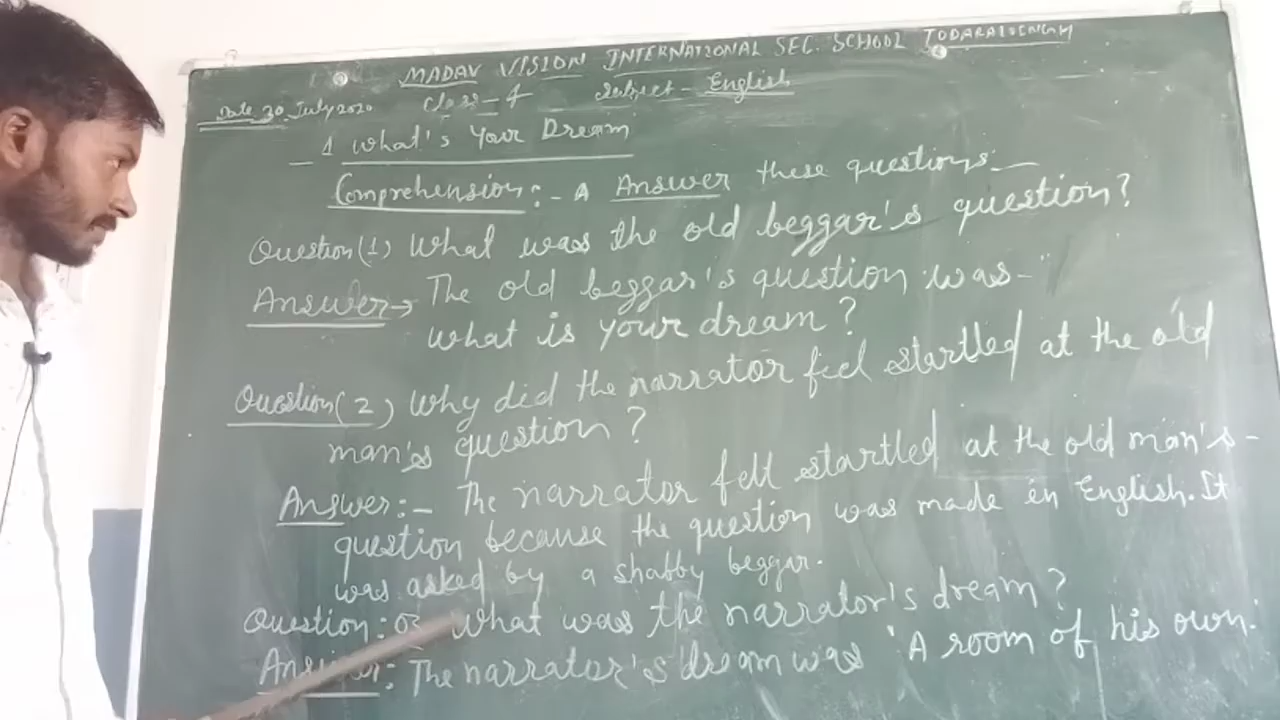 MADAV VISION INTERNATIONAL SEC. SCHOOL TODARAISINGH
Date 30 July 2020 Class - 4 Subject - English
1 What's Your Dream
Comprehension:- A Answer these questions -
Question(1) What was the old beggar's question?
Answer → The old beggar's question was - "
what is your dream?
Question(2) Why did the narrator feel startled at the old
man's question?
Answer:- The narrator felt startled at the old man's -
question because the question was made in English. It
was asked by a shabby beggar.
Question: 03 What was the narrator's dream?
Answer: The narrator's dream was 'A room of his own.